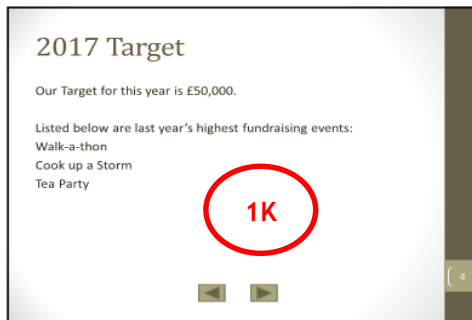 2017 Target
Our Target for this year is £50,000.
Listed below are last year's highest fundraising events:
Walk-a-thon
Cook up a Storm
Tea Party
1K
4